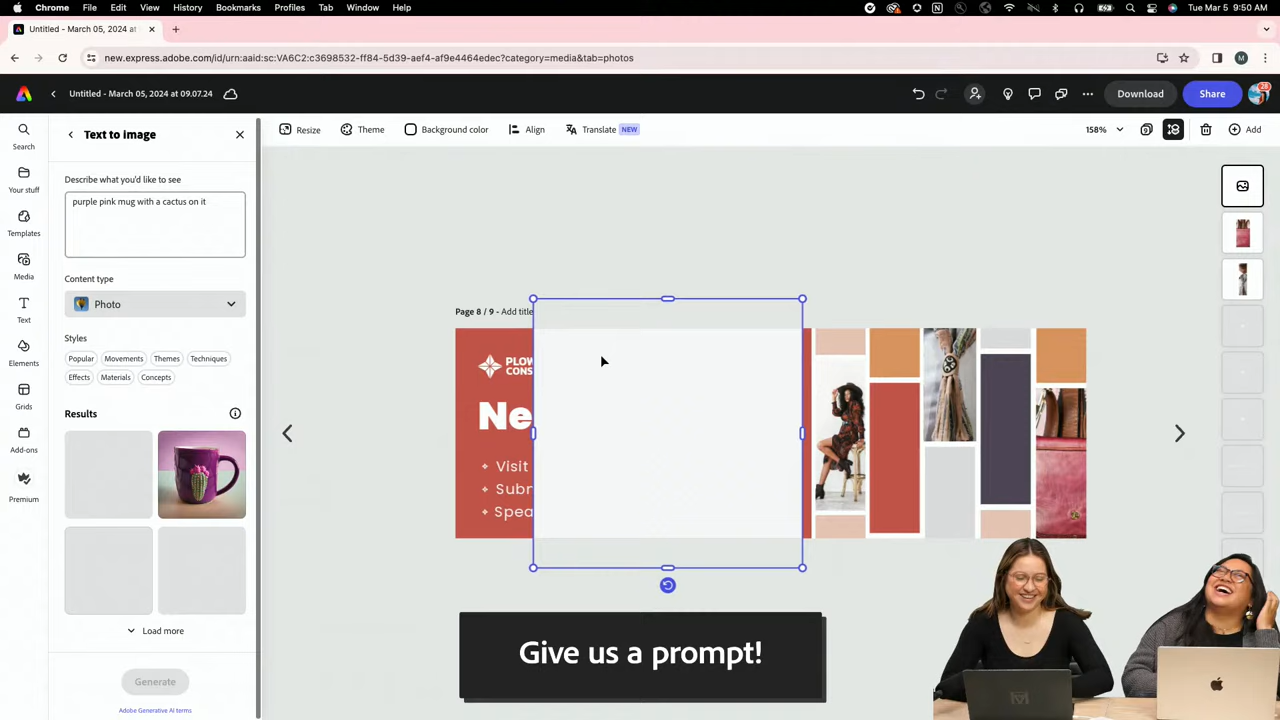 Chrome File Edit View History Bookmarks Profiles Tab Window Help
Tue Mar 5 9:50 AM
Untitled - March 05, 2024 at
new.express.adobe.com/id/urn:aaid:sc:VA6C2:c3698532-ff84-5d39-aef4-af9e4464edec?category=media&tab=photos
M
Untitled - March 05, 2024 at 09.07.24
Download
Share
28
Search
Your stuff
Templates
Media
Text
Elements
Grids
Add-ons
Premium
Text to image
Describe what you'd like to see
purple pink mug with a cactus on it
Content type
Photo
Styles
Popular Movements Themes Techniques
Effects Materials Concepts
Results
Load more
Generate
Adobe Generative AI terms
Resize Theme Background color Align Translate NEW
158%
9
Add
Page 8 / 9 - Add title
PLOW
CONS
Ne
Visit
Subr
Spea
Give us a prompt!